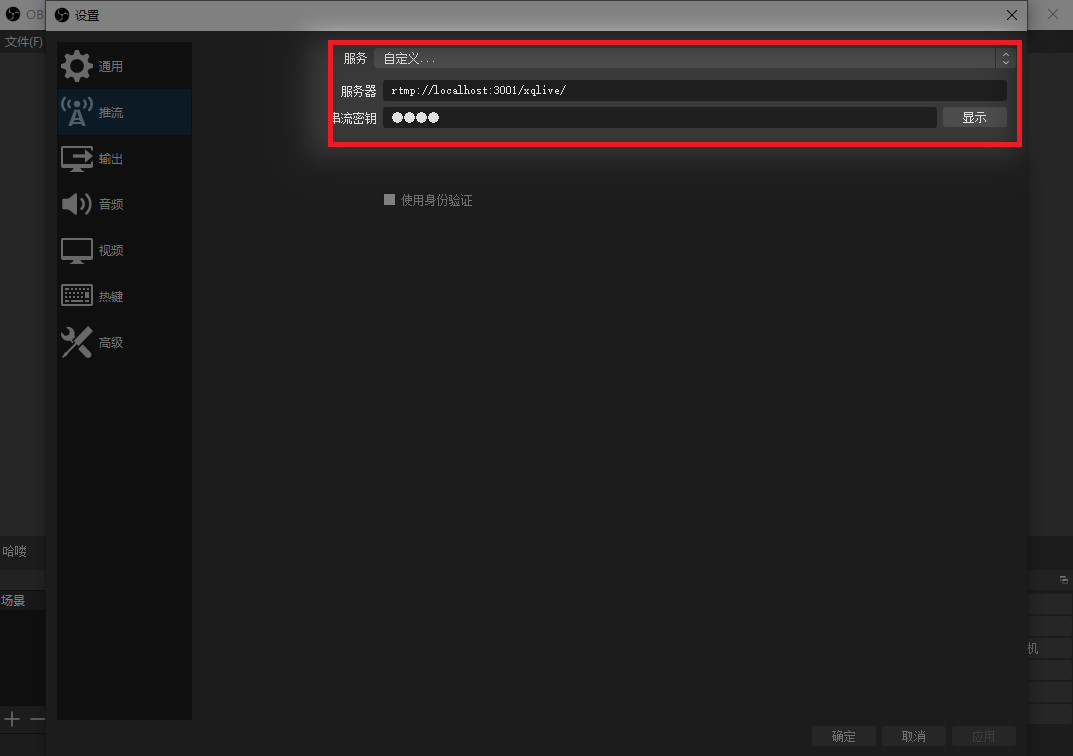 OB
设置
文件(F)
通用
推流
输出
音频
视频
热键
高级
服务
自定义...
服务器
rtmp://localhost:3001/xqlive/
串流密钥
●●●●
显示
使用身份验证
哈喽
场景
机
确定
取消
应用